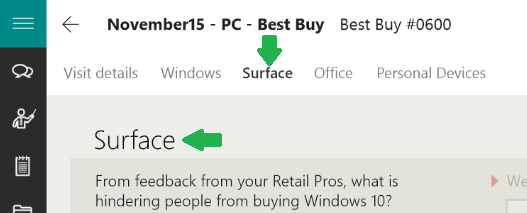 November15 - PC - Best Buy Best Buy #0600
Visit details Windows Surface Office Personal Devices
Surface
From feedback from your Retail Pros, what is
hindering people from buying Windows 10?
We